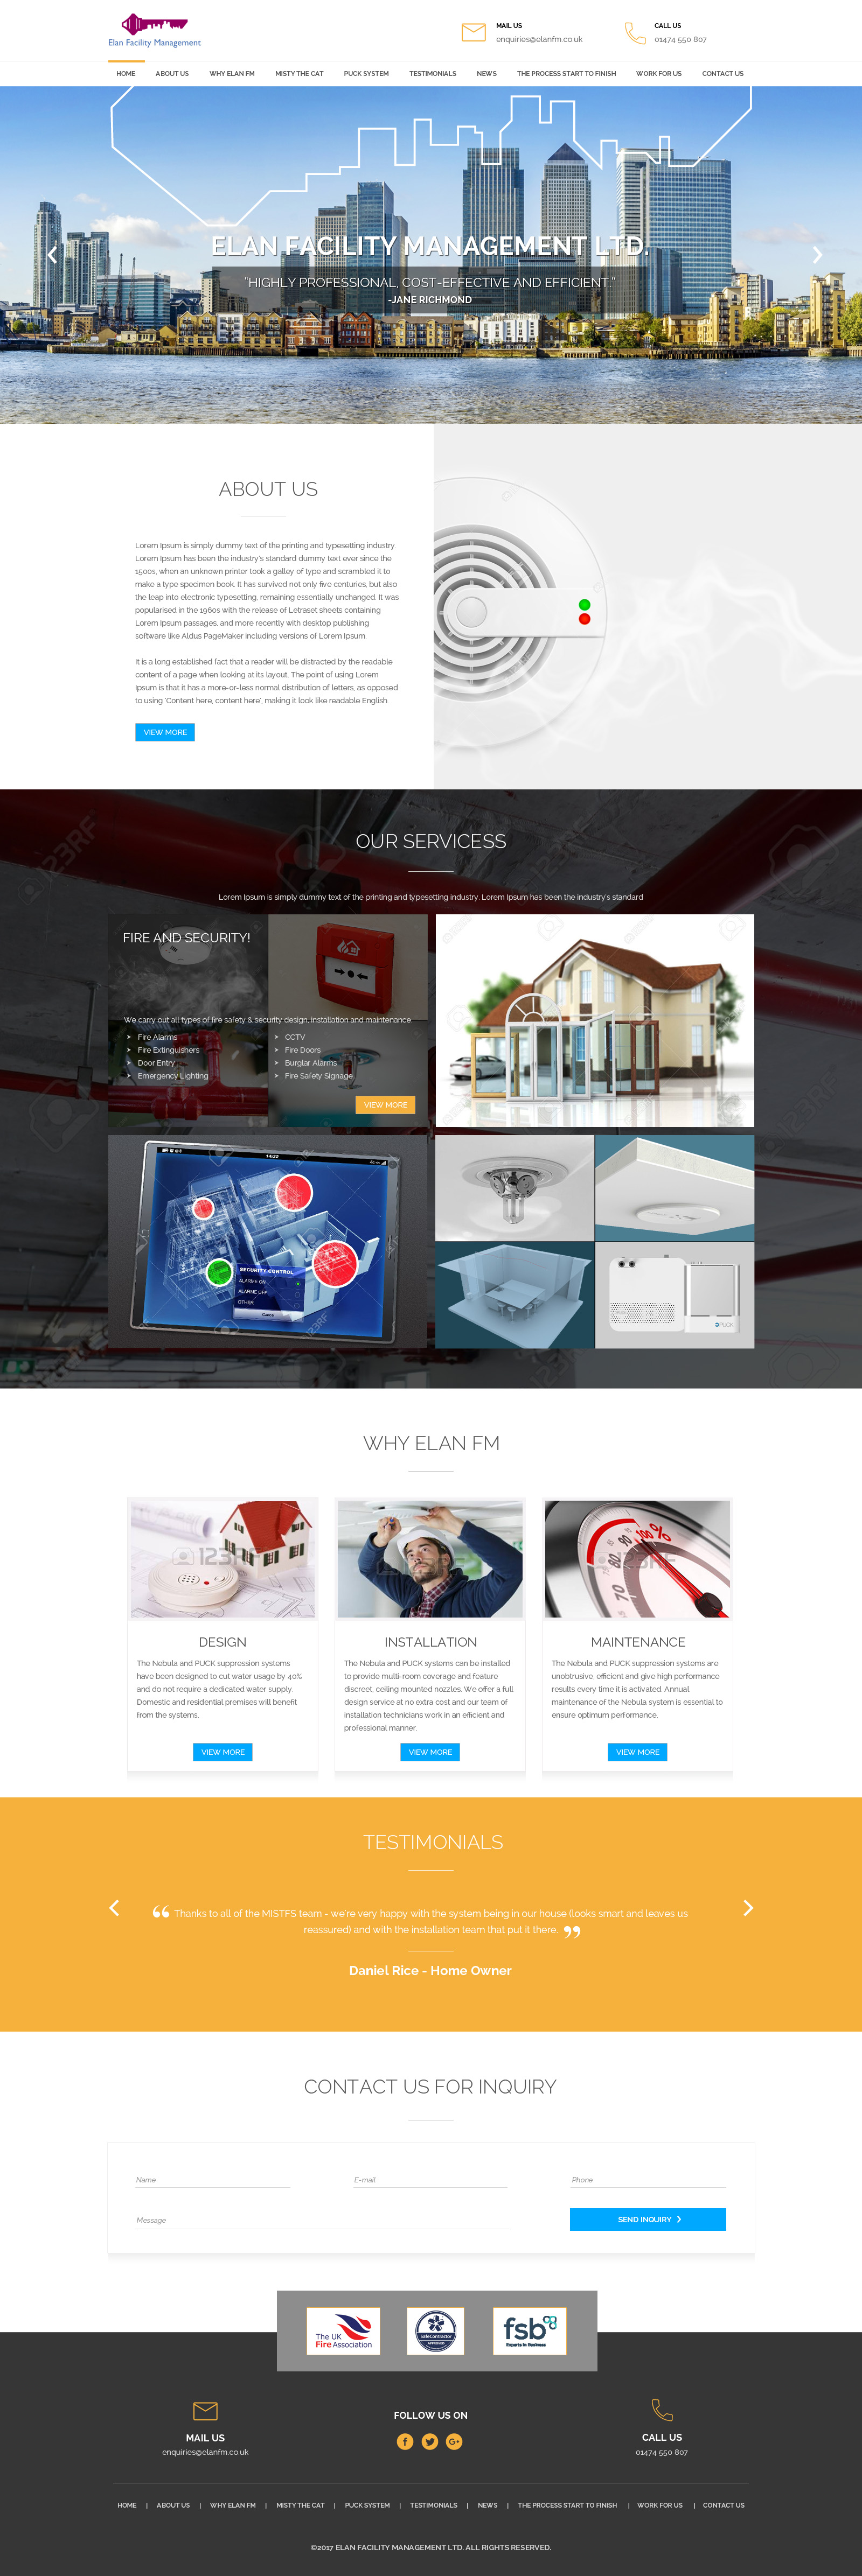 Elan Facility Management
MAIL US
enquiries@elanfm.co.uk
CALL US
01474 550 807
HOME ABOUT US WHY ELAN FM MISTY THE CAT PUCK SYSTEM TESTIMONIALS NEWS THE PROCESS START TO FINISH WORK FOR US CONTACT US
ELAN FACILITY MANAGEMENT LTD.
"HIGHLY PROFESSIONAL, COST-EFFECTIVE AND EFFICIENT."
-JANE RICHMOND
ABOUT US
Lorem Ipsum is simply dummy text of the printing and typesetting industry.
Lorem Ipsum has been the industry's standard dummy text ever since the
1500s, when an unknown printer took a galley of type and scrambled it to
make a type specimen book. It has survived not only five centuries, but also
the leap into electronic typesetting, remaining essentially unchanged. It was
popularised in the 1960s with the release of Letraset sheets containing
Lorem Ipsum passages, and more recently with desktop publishing
software like Aldus PageMaker including versions of Lorem Ipsum.
It is a long established fact that a reader will be distracted by the readable
content of a page when looking at its layout. The point of using Lorem
Ipsum is that it has a more-or-less normal distribution of letters, as opposed
to using 'Content here, content here', making it look like readable English.
VIEW MORE
OUR SERVICESS
Lorem Ipsum is simply dummy text of the printing and typesetting industry. Lorem Ipsum has been the industry's standard
FIRE AND SECURITY!
We carry out all types of fire safety & security design, installation and maintenance.
Fire Alarms
Fire Extinguishers
Door Entry
Emergency Lighting
CCTV
Fire Doors
Burglar Alarms
Fire Safety Signage
VIEW MORE
14:22
SECURITY CONTROL
ALARM ON
ALARM OFF
OTHER
Cancel
123RF
PUCK
WHY ELAN FM
123RF
100%
70
DESIGN
The Nebula and PUCK suppression systems
have been designed to cut water usage by 40%
and do not require a dedicated water supply.
Domestic and residential premises will benefit
from the systems.
VIEW MORE
INSTALLATION
The Nebula and PUCK systems can be installed
to provide multi-room coverage and feature
discreet, ceiling mounted nozzles. We offer a full
design service at no extra cost and our team of
installation technicians work in an efficient and
professional manner.
VIEW MORE
MAINTENANCE
The Nebula and PUCK suppression systems are
unobtrusive, efficient and give high performance
results every time it is activated. Annual
maintenance of the Nebula system is essential to
ensure optimum performance.
VIEW MORE
TESTIMONIALS
“ Thanks to all of the MISTFS team - we're very happy with the system being in our house (looks smart and leaves us
reassured) and with the installation team that put it there. ”
Daniel Rice - Home Owner
CONTACT US FOR INQUIRY
Name
E-mail
Phone
Message
SEND INQUIRY
The UK
Fire Association
SafeContractor
APPROVED
fsb
Experts in Business
MAIL US
enquiries@elanfm.co.uk
FOLLOW US ON
f G+
CALL US
01474 550 807
HOME | ABOUT US | WHY ELAN FM | MISTY THE CAT | PUCK SYSTEM | TESTIMONIALS | NEWS | THE PROCESS START TO FINISH | WORK FOR US | CONTACT US
©2017 ELAN FACILITY MANAGEMENT LTD. ALL RIGHTS RESERVED.